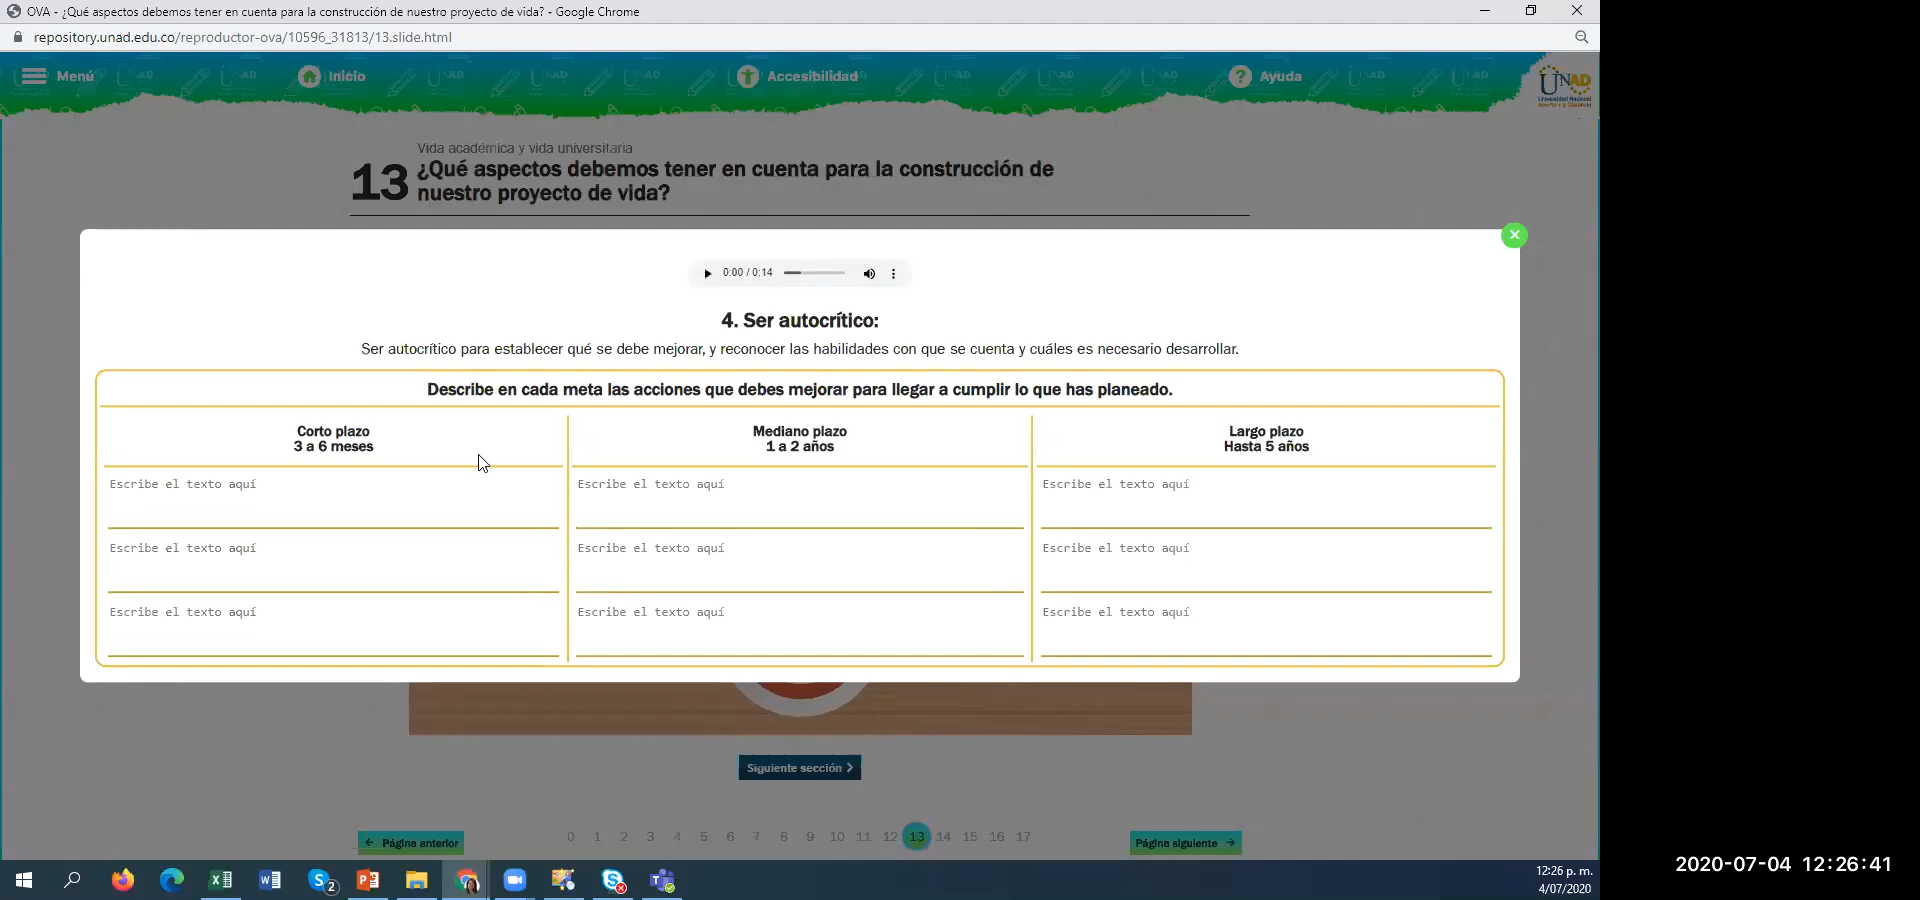 OVA - ¿Qué aspectos debemos tener en cuenta para la construcción de nuestro proyecto de vida? - Google Chrome
repository.unad.edu.co/reproductor-ova/10596_31813/13.slide.html
Menú Inicio Accesibilidad Ayuda
UNAD
Universidad Nacional
Abierta y a Distancia
Vida académica y vida universitaria
13 ¿Qué aspectos debemos tener en cuenta para la construcción de
nuestro proyecto de vida?
0:00 / 0:14
4. Ser autocrítico:
Ser autocrítico para establecer qué se debe mejorar, y reconocer las habilidades con que se cuenta y cuáles es necesario desarrollar.
Describe en cada meta las acciones que debes mejorar para llegar a cumplir lo que has planeado.
Corto plazo
3 a 6 meses
Mediano plazo
1 a 2 años
Largo plazo
Hasta 5 años
Escribe el texto aquí Escribe el texto aquí Escribe el texto aquí
Escribe el texto aquí Escribe el texto aquí Escribe el texto aquí
Escribe el texto aquí Escribe el texto aquí Escribe el texto aquí
Siguiente sección
Página anterior 0 1 2 3 4 5 6 7 8 9 10 11 12 13 14 15 16 17 Página siguiente
12:26 p. m.
4/07/2020
2020-07-04 12:26:41